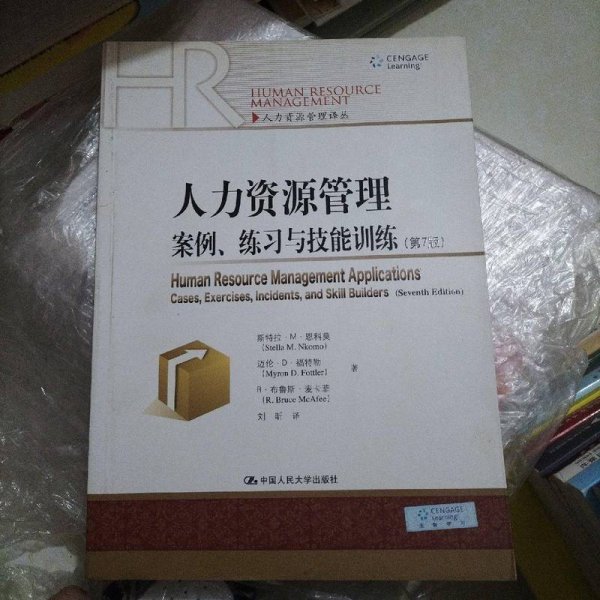 HR
CENGAGE
Learning
HUMAN RESOURCE
MANAGEMENT
人力资源管理译丛
人力资源管理
案例、练习与技能训练(第7版)
Human Resource Management Applications
Cases, Exercises, Incidents, and Skill Builders (Seventh Edition)
斯特拉·M·恩科莫
(Stella M. Nkomo)
迈伦·D·福特勒
(Myron D. Fottler) 著
R·布鲁斯·麦卡菲
(R. Bruce McAfee)
刘昕 译
中国人民大学出版社
CENGAGE
Learning